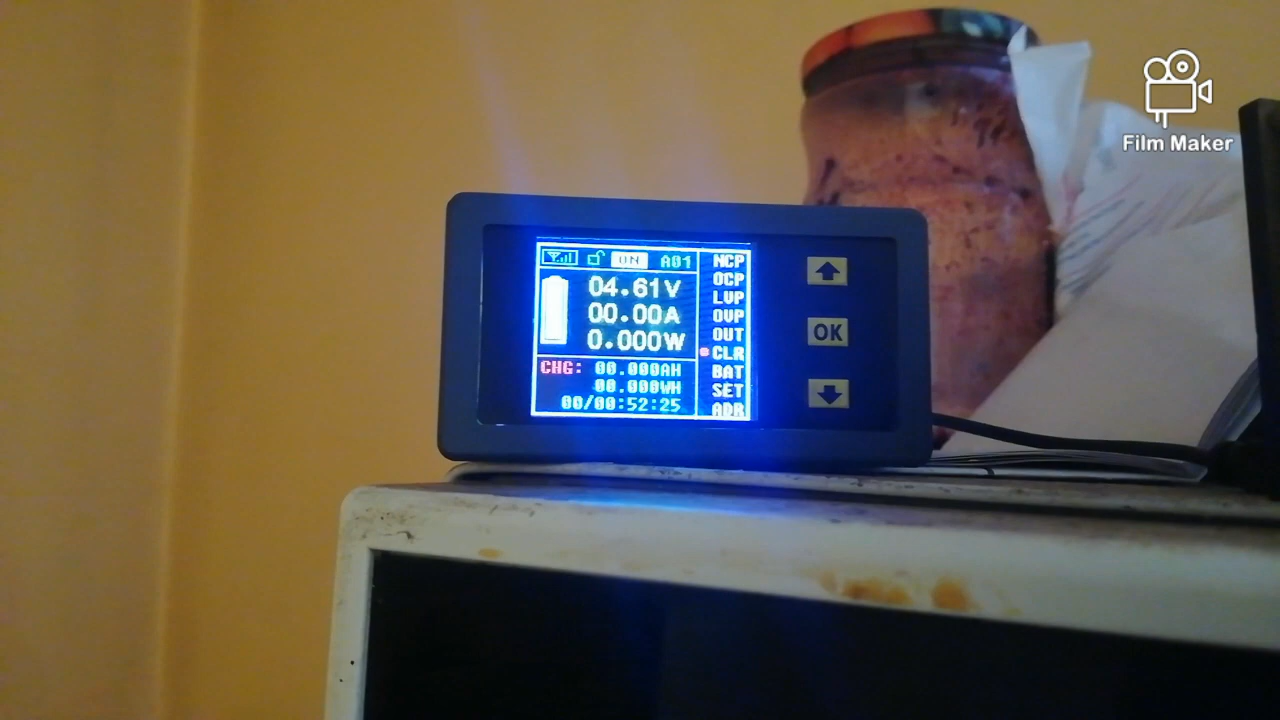 Film Maker
ON A01
04.61V
00.00A
0.000W
CHG: 00.000AH
00.000WH
00/00:52:25
NCP
OCP
LVP
OVP
OUT
CLR
BAT
SET
ADR
OK